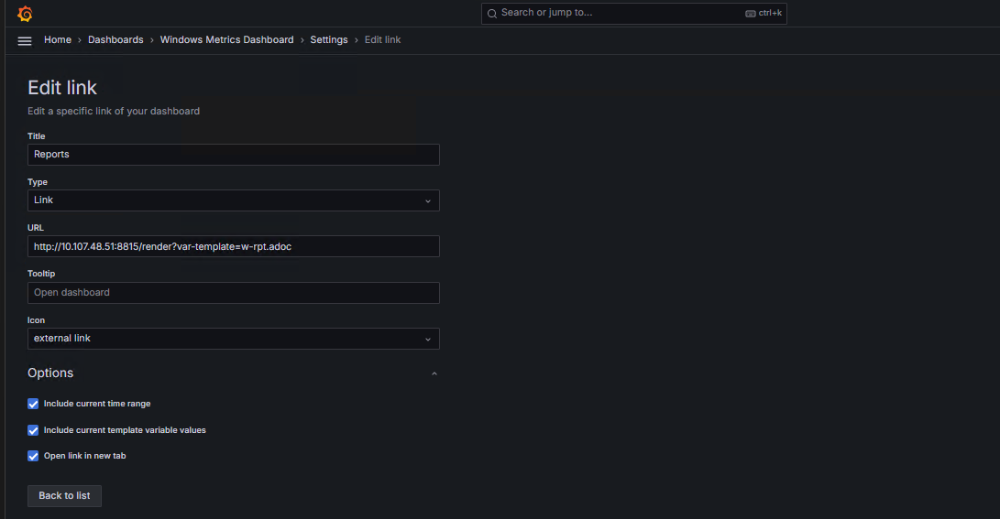 Search or jump to... ctrl+k
Home › Dashboards › Windows Metrics Dashboard › Settings › Edit link
Edit link
Edit a specific link of your dashboard
Title
Reports
Type
Link
URL
http://10.107.48.51:8815/render?var-template=w-rpt.adoc
Tooltip
Open dashboard
Icon
external link
Options
Include current time range
Include current template variable values
Open link in new tab
Back to list